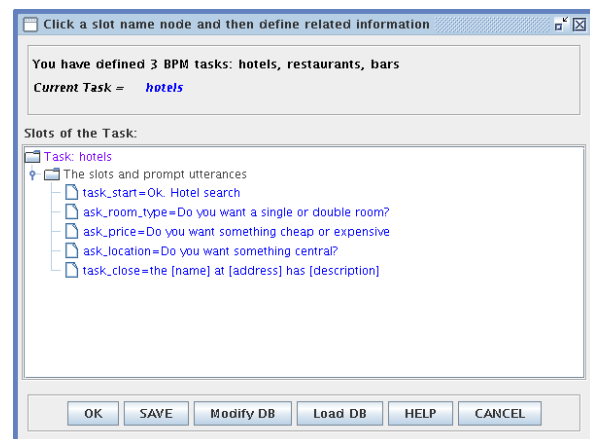 Click a slot name node and then define related information
You have defined 3 BPM tasks: hotels, restaurants, bars
Current Task = hotels
Slots of the Task:
Task: hotels
The slots and prompt utterances
task_start=Ok. Hotel search
ask_room_type=Do you want a single or double room?
ask_price=Do you want something cheap or expensive
ask_location=Do you want something central?
task_close=the [name] at [address] has [description]
OK SAVE Modify DB Load DB HELP CANCEL